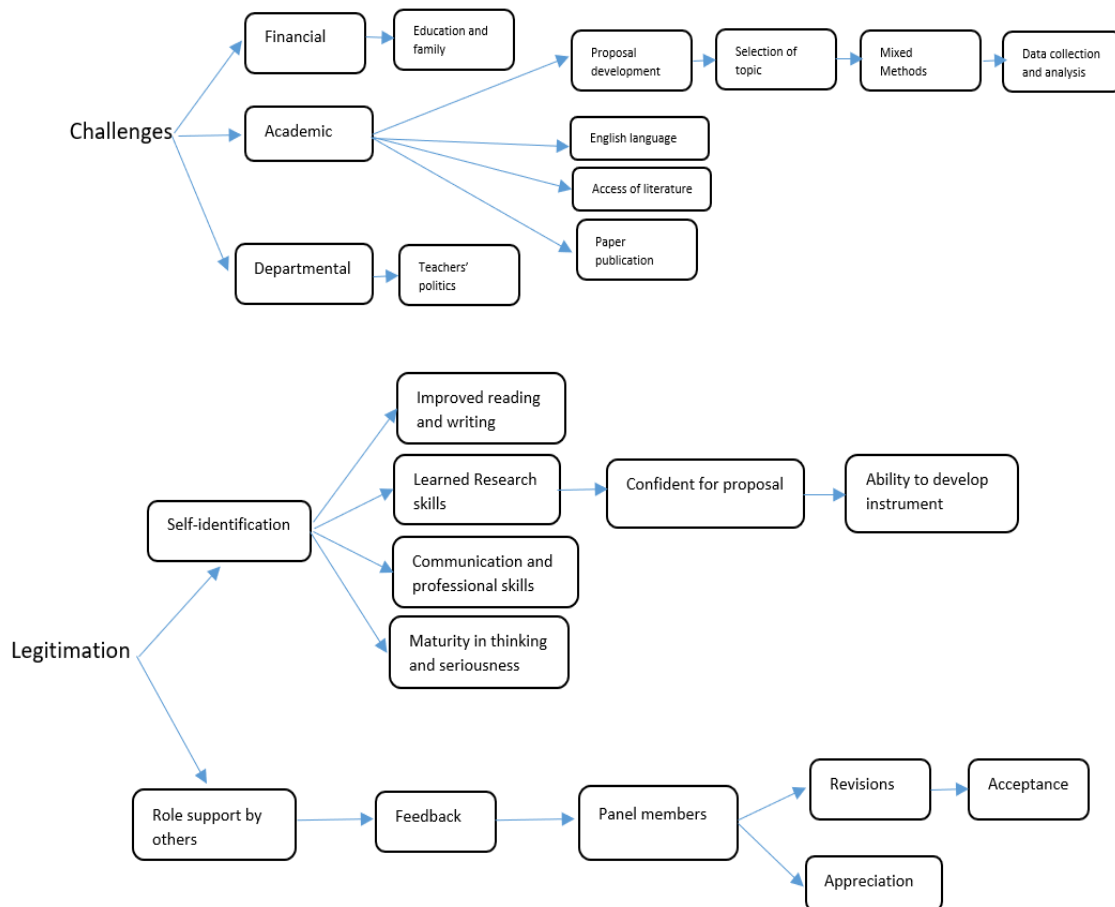 Financial
Education and
family
Proposal
development
Selection of
topic
Mixed
Methods
Data collection
and analysis
Challenges
Academic
English language
Access of literature
Paper
publication
Departmental
Teachers’
politics
Improved reading
and writing
Learned Research
skills
Confident for proposal
Ability to develop
instrument
Self-identification
Communication and
professional skills
Maturity in thinking
and seriousness
Legitimation
Role support by
others
Feedback
Panel members
Revisions
Acceptance
Appreciation